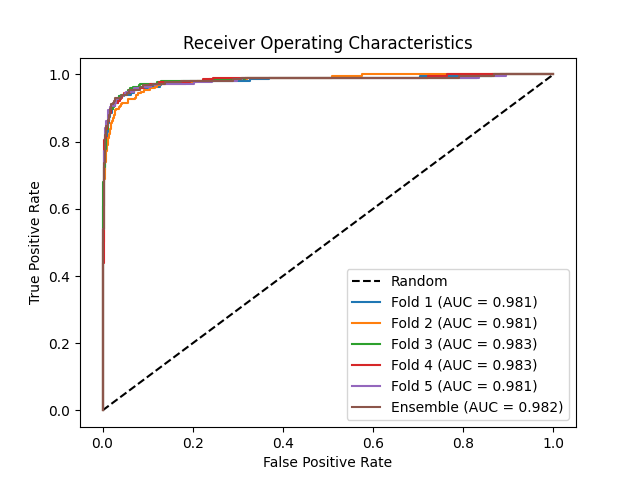 Receiver Operating Characteristics
1.0
0.8
0.6
0.4
0.2
0.0
True Positive Rate
Random
Fold 1 (AUC = 0.981)
Fold 2 (AUC = 0.981)
Fold 3 (AUC = 0.983)
Fold 4 (AUC = 0.983)
Fold 5 (AUC = 0.981)
Ensemble (AUC = 0.982)
0.0 0.2 0.4 0.6 0.8 1.0
False Positive Rate